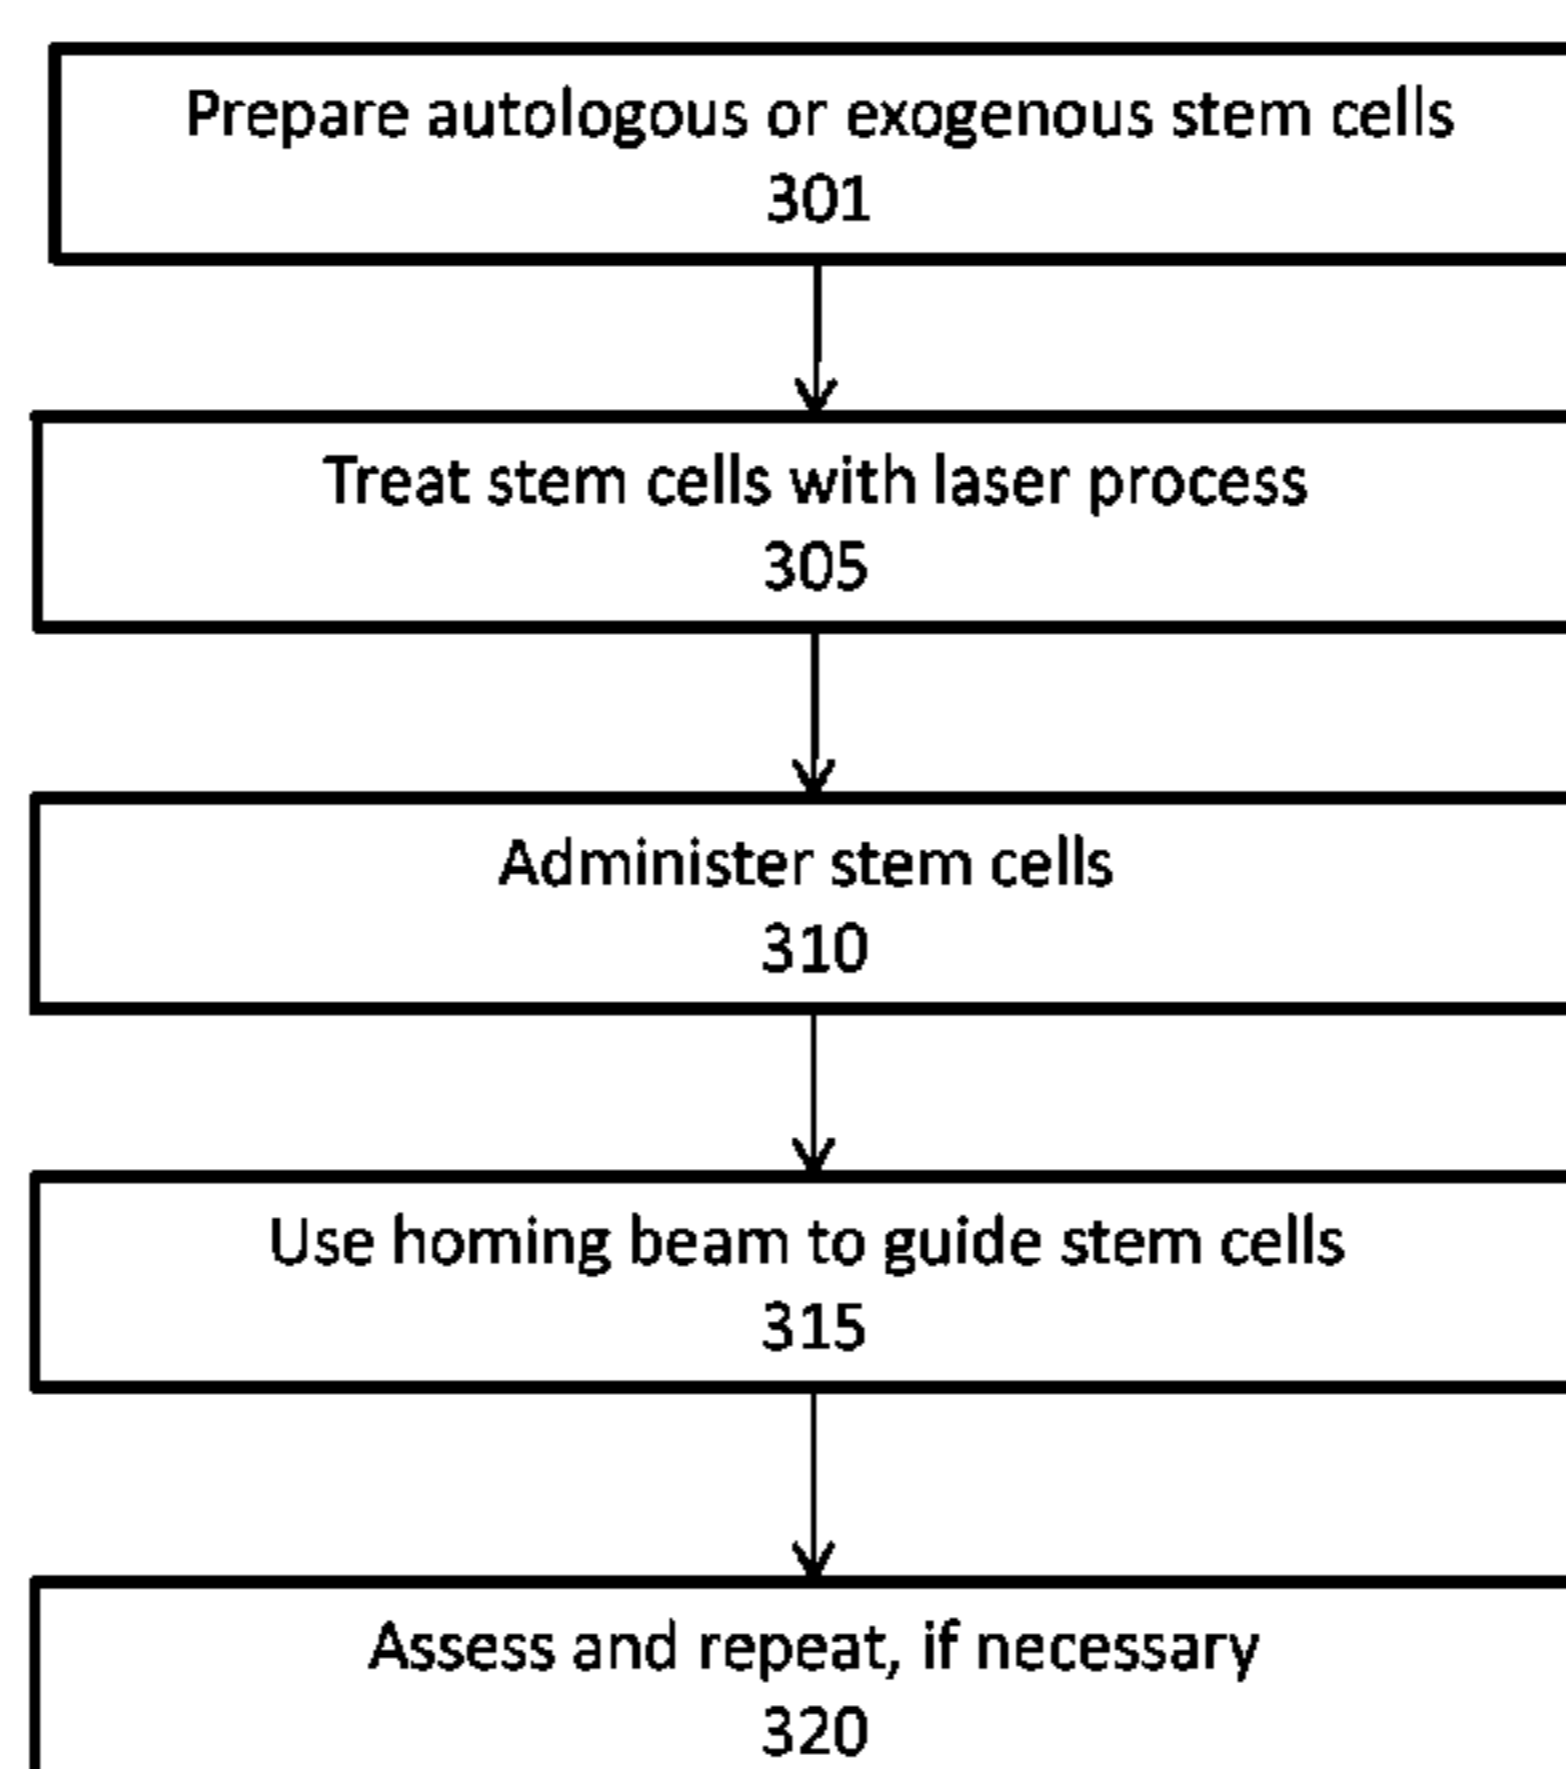 Prepare autologous or exogenous stem cells
301
Treat stem cells with laser process
305
Administer stem cells
310
Use homing beam to guide stem cells
315
Assess and repeat, if necessary
320